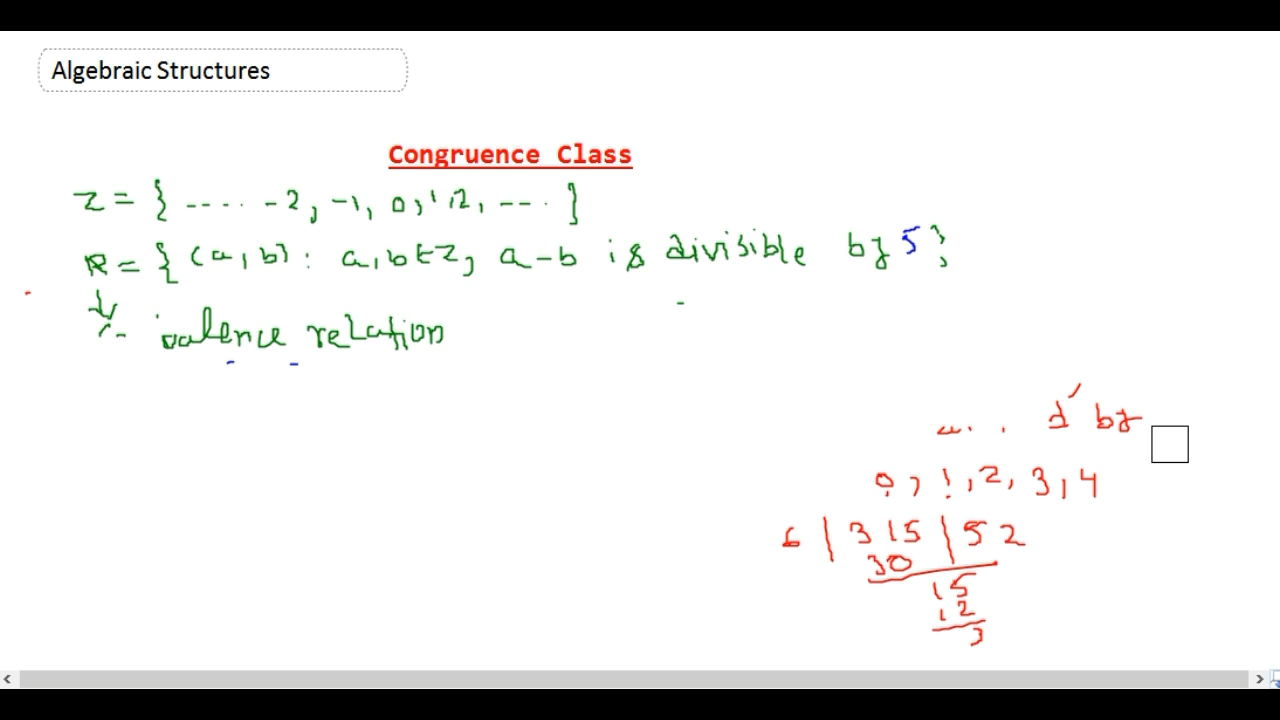 Algebraic Structures
Congruence Class
Z = { ..... -2, -1, 0, 1, 2, --- . }
R = { (a, b) : a, b ∈ Z, a - b is divisible by 5 }
valence relation
d by
0, 1, 2, 3, 4
6 | 315 | 52
30
15
12
3